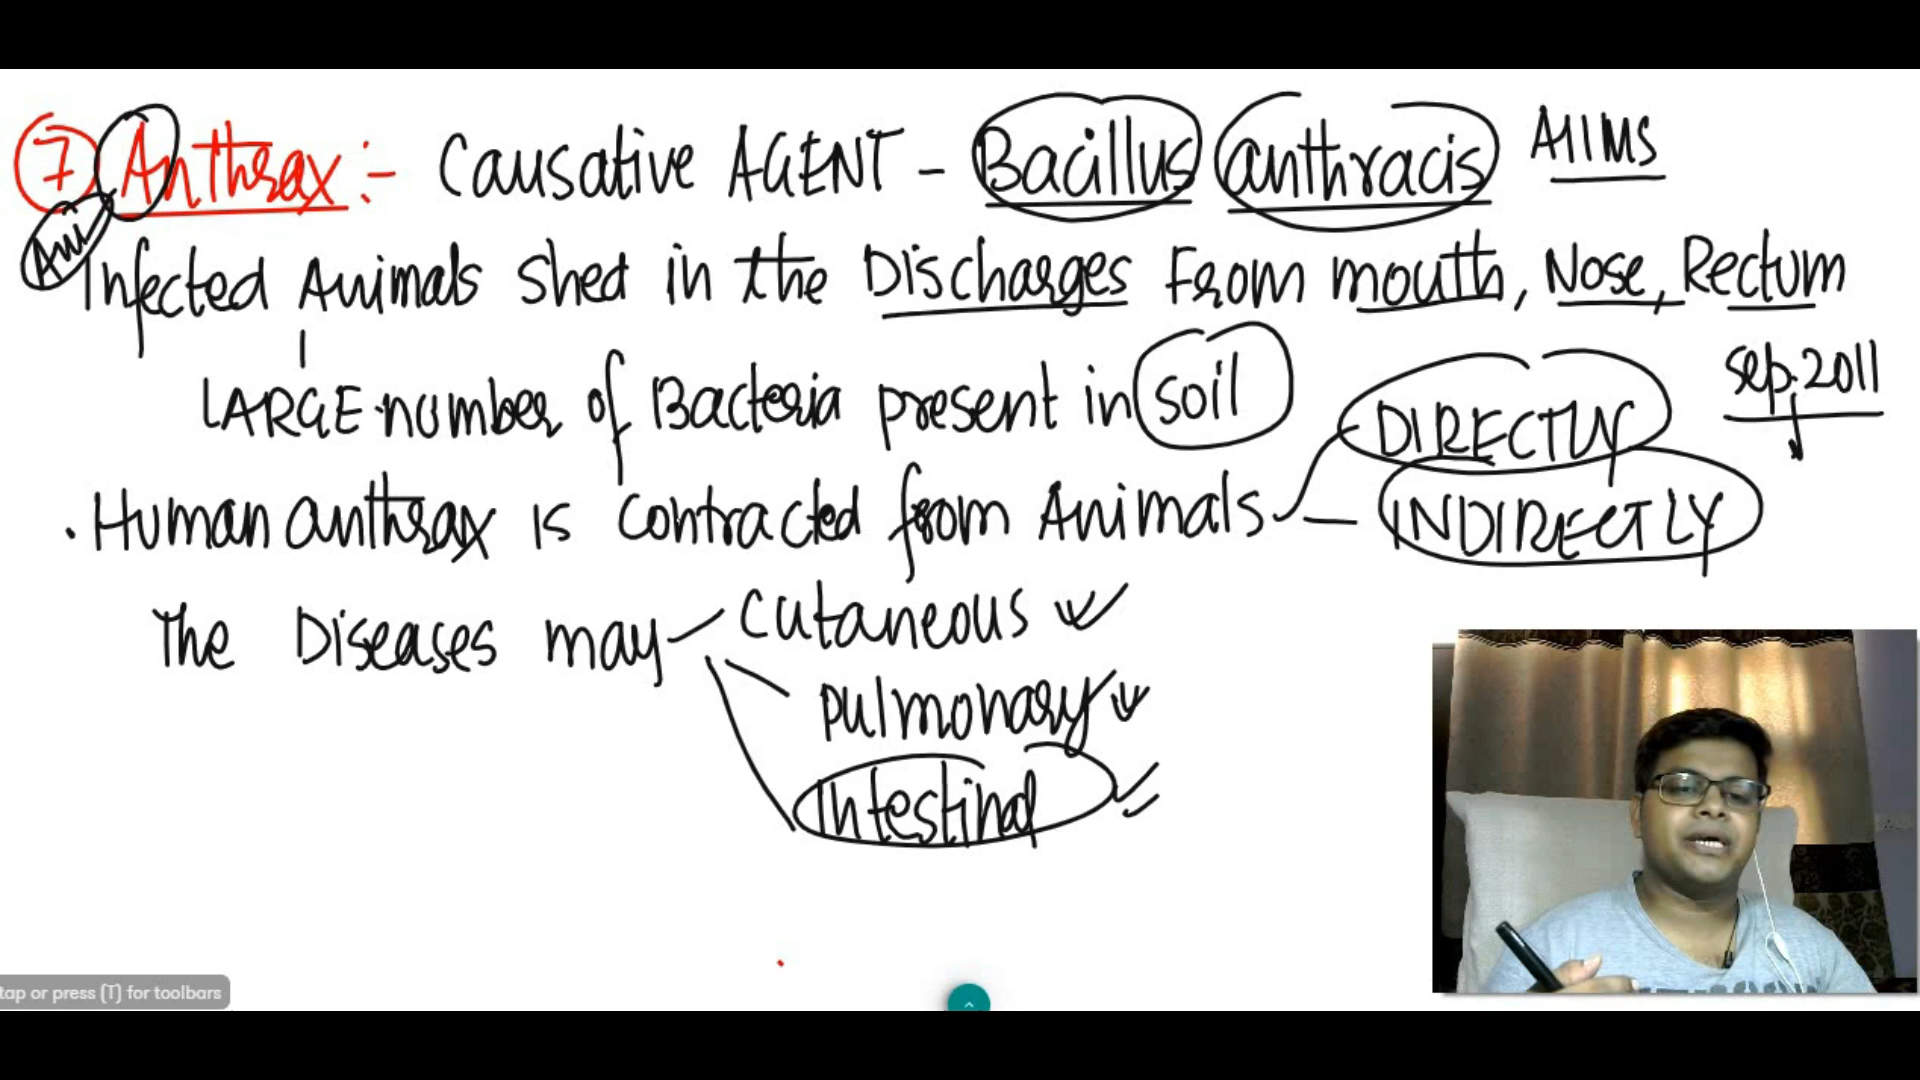 7 Anthrax:- Causative AGENT - Bacillus anthracis AIIMS
Ani
Infected Animals shed in the Discharges From mouth, Nose, Rectum
LARGE number of Bacteria present in soil
Sep. 2011
DIRECTLY
. Human anthrax is contracted from Animals - INDIRECTLY
The Diseases may cutaneous
pulmonary
Intestinal
tap or press (T) for toolbars